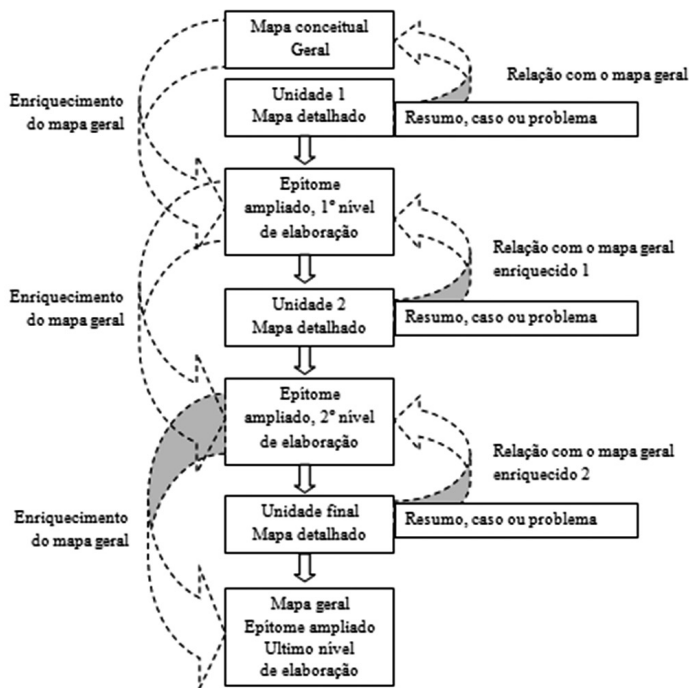 Mapa conceitual
Geral
Relação com o mapa geral
Enriquecimento
do mapa geral
Unidade 1
Mapa detalhado
Resumo, caso ou problema
Epítome
ampliado, 1º nível
de elaboração
Relação com o mapa geral
enriquecido 1
Enriquecimento
do mapa geral
Unidade 2
Mapa detalhado
Resumo, caso ou problema
Epítome
ampliado, 2º nível
de elaboração
Relação com o mapa geral
enriquecido 2
Enriquecimento
do mapa geral
Unidade final
Mapa detalhado
Resumo, caso ou problema
Mapa geral
Epítome ampliado
Ultimo nível
de elaboração